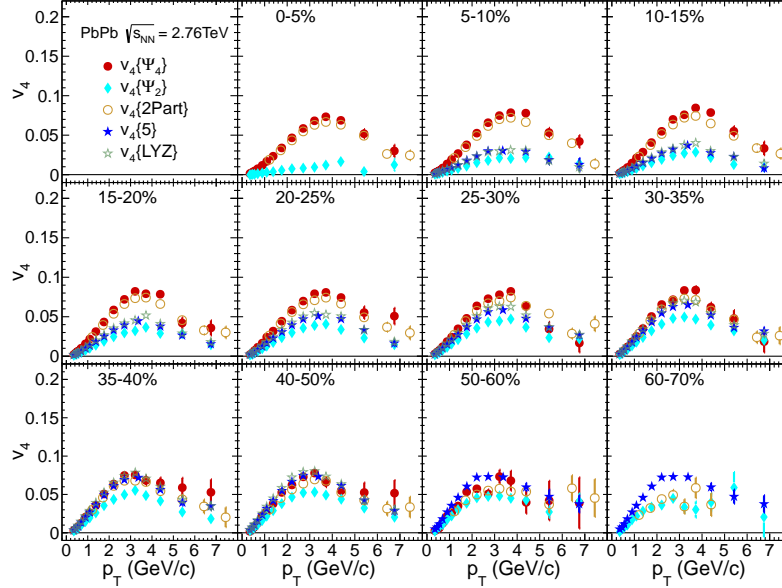 0-5% 5-10% 10-15%
PbPb √s_NN = 2.76TeV
v₄{Ψ₄}
v₄{Ψ₂}
v₄{2Part}
v₄{5}
v₄{LYZ}
v₄
0.2
0.15
0.1
0.05
0
15-20% 20-25% 25-30% 30-35%
v₄
0.2
0.15
0.1
0.05
0
35-40% 40-50% 50-60% 60-70%
v₄
0.2
0.15
0.1
0.05
0
0 1 2 3 4 5 6 7 0 1 2 3 4 5 6 7 0 1 2 3 4 5 6 7 0 1 2 3 4 5 6 7
p_T (GeV/c) p_T (GeV/c) p_T (GeV/c) p_T (GeV/c)